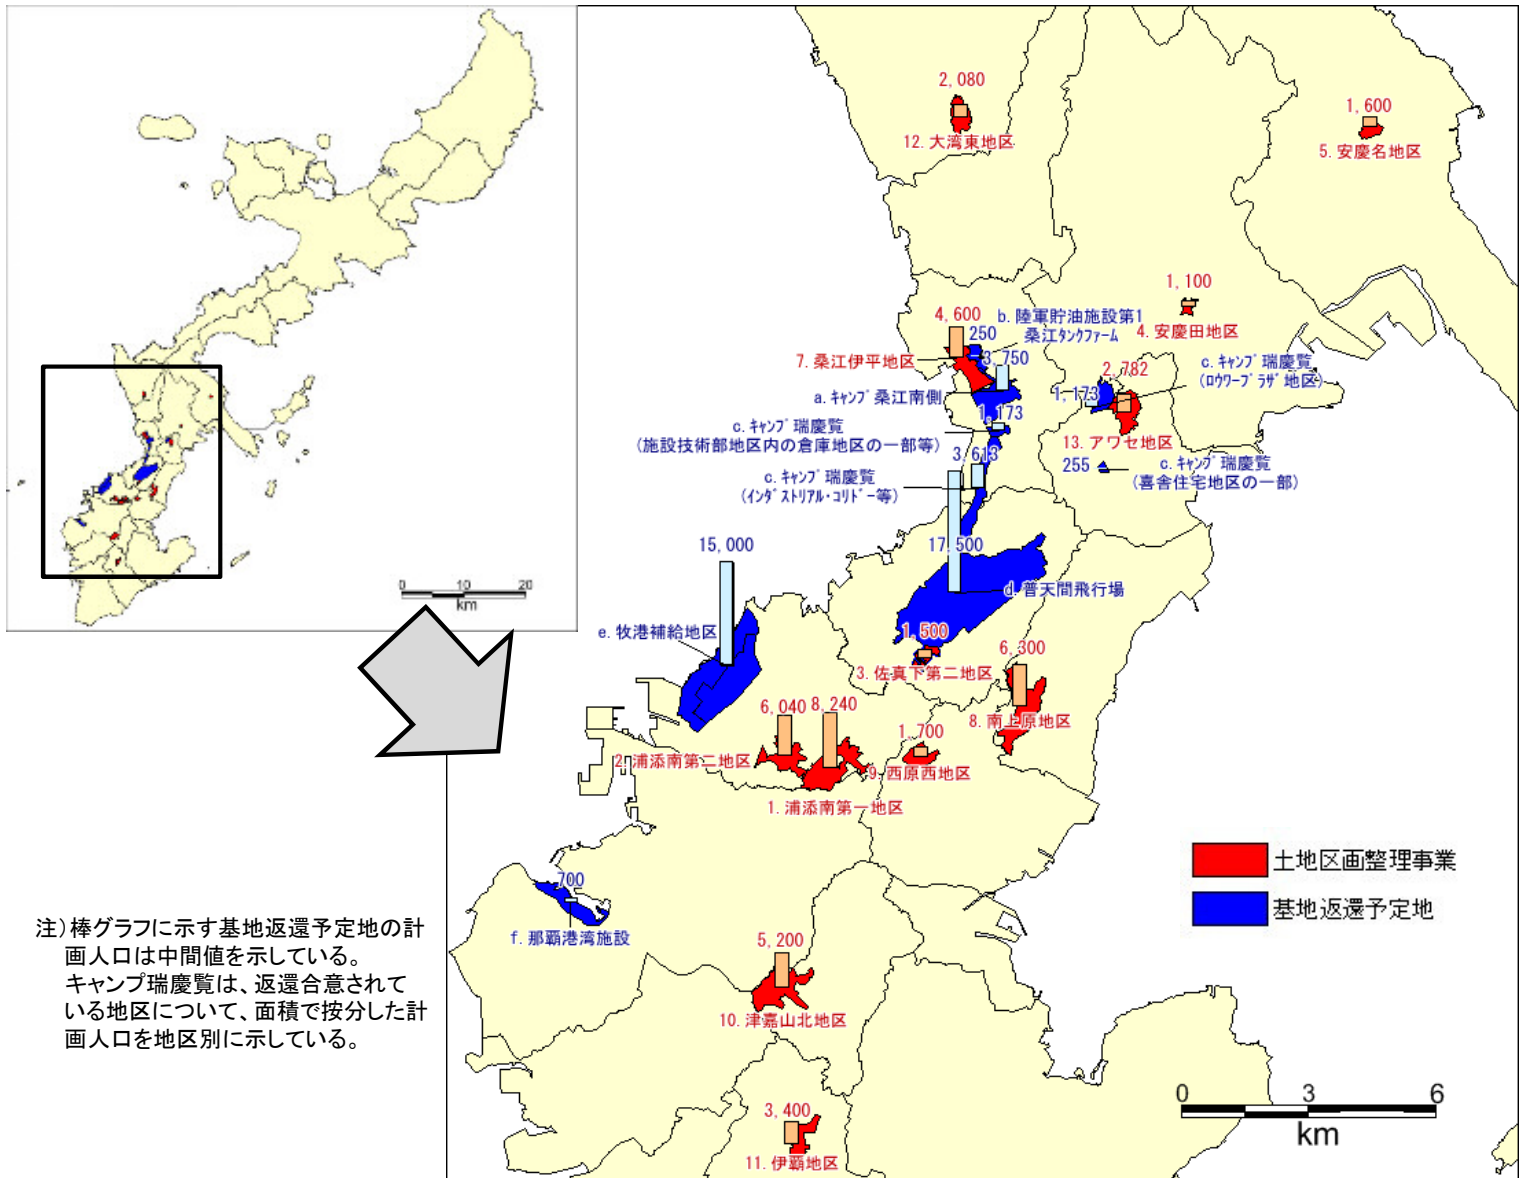 0 10 20
km
2,080
12. 大湾東地区
1,600
5. 安慶名地区
1,100
4. 安慶田地区
4,600
7. 桑江伊平地区
250
b. 陸軍貯油施設第1
桑江ﾀﾝｸﾌｧｰﾑ
3,750
a. ｷｬﾝﾌﾟ桑江南側
2,782
1,173
c. ｷｬﾝﾌﾟ瑞慶覧
(ﾛｳﾜｰﾌﾟﾗｻﾞ地区)
13. アワセ地区
1,173
c. ｷｬﾝﾌﾟ瑞慶覧
(施設技術部地区内の倉庫地区の一部等)
3,613
c. ｷｬﾝﾌﾟ瑞慶覧
(ｲﾝﾀﾞｽﾄﾘｱﾙ･ｺﾘﾄﾞｰ等)
255
c. ｷｬﾝﾌﾟ瑞慶覧
(喜舎住宅地区の一部)
15,000
e. 牧港補給地区
17,500
d. 普天間飛行場
1,500
3. 佐真下第二地区
6,300
8. 南上原地区
6,040
2. 浦添南第二地区
8,240
1. 浦添南第一地区
1,700
9. 西原西地区
700
f. 那覇港湾施設
5,200
10. 津嘉山北地区
3,400
11. 伊覇地区
土地区画整理事業
基地返還予定地
0 3 6
km
注）棒グラフに示す基地返還予定地の計
画人口は中間値を示している。
キャンプ瑞慶覧は、返還合意されて
いる地区について、面積で按分した計
画人口を地区別に示している。